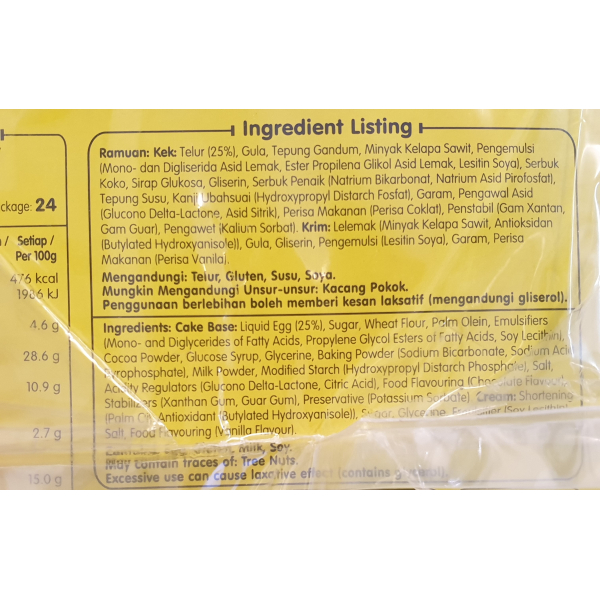 Ingredient Listing
Ramuan: Kek: Telur (25%), Gula, Tepung Gandum, Minyak Kelapa Sawit, Pengemulsi
(Mono- dan Digliserida Asid Lemak, Ester Propilena Glikol Asid Lemak, Lesitin Soya), Serbuk
Koko, Sirap Glukosa, Gliserin, Serbuk Penaik (Natrium Bikarbonat, Natrium Asid Pirofosfat),
Tepung Susu, Kanji Ubahsuai (Hydroxypropyl Distarch Fosfat), Garam, Pengawal Asid
(Glucono Delta-Lactone, Asid Sitrik), Perisa Makanan (Perisa Coklat), Penstabil (Gam Xantan,
Gam Guar), Pengawet (Kalium Sorbat). Krim: Lelemak (Minyak Kelapa Sawit, Antioksidan
(Butylated Hydroxyanisole)), Gula, Gliserin, Pengemulsi (Lesitin Soya), Garam, Perisa
Makanan (Perisa Vanila).
Mengandungi: Telur, Gluten, Susu, Soya.
Mungkin Mengandungi Unsur-unsur: Kacang Pokok.
Penggunaan berlebihan boleh memberi kesan laksatif (mengandungi gliserol).
Ingredients: Cake Base: Liquid Egg (25%), Sugar, Wheat Flour, Palm Olein, Emulsifiers
(Mono- and Diglycerides of Fatty Acids, Propylene Glycol Esters of Fatty Acids, Soy Lecithin),
Cocoa Powder, Glucose Syrup, Glycerine, Baking Powder (Sodium Bicarbonate, Sodium Acid
Pyrophosphate), Milk Powder, Modified Starch (Hydroxypropyl Distarch Phosphate), Salt,
Acidity Regulators (Glucono Delta-Lactone, Citric Acid), Food Flavouring (Chocolate Flavour),
Stabilizers (Xanthan Gum, Guar Gum), Preservative (Potassium Sorbate). Cream: Shortening
(Palm Oil, Antioxidant (Butylated Hydroxyanisole)), Sugar, Glycerine, Emulsifier (Soy Lecithin),
Salt, Food Flavouring (Vanilla Flavour).
Contains: Egg, Gluten, Milk, Soy.
May contain traces of: Tree Nuts.
Excessive use can cause laxative effect (contains glycerol).
ackage: 24
/ Setiap /
Per 100g
476 kcal
1986 kJ
4.6 g
28.6 g
10.9 g
2.7 g
15.0 g